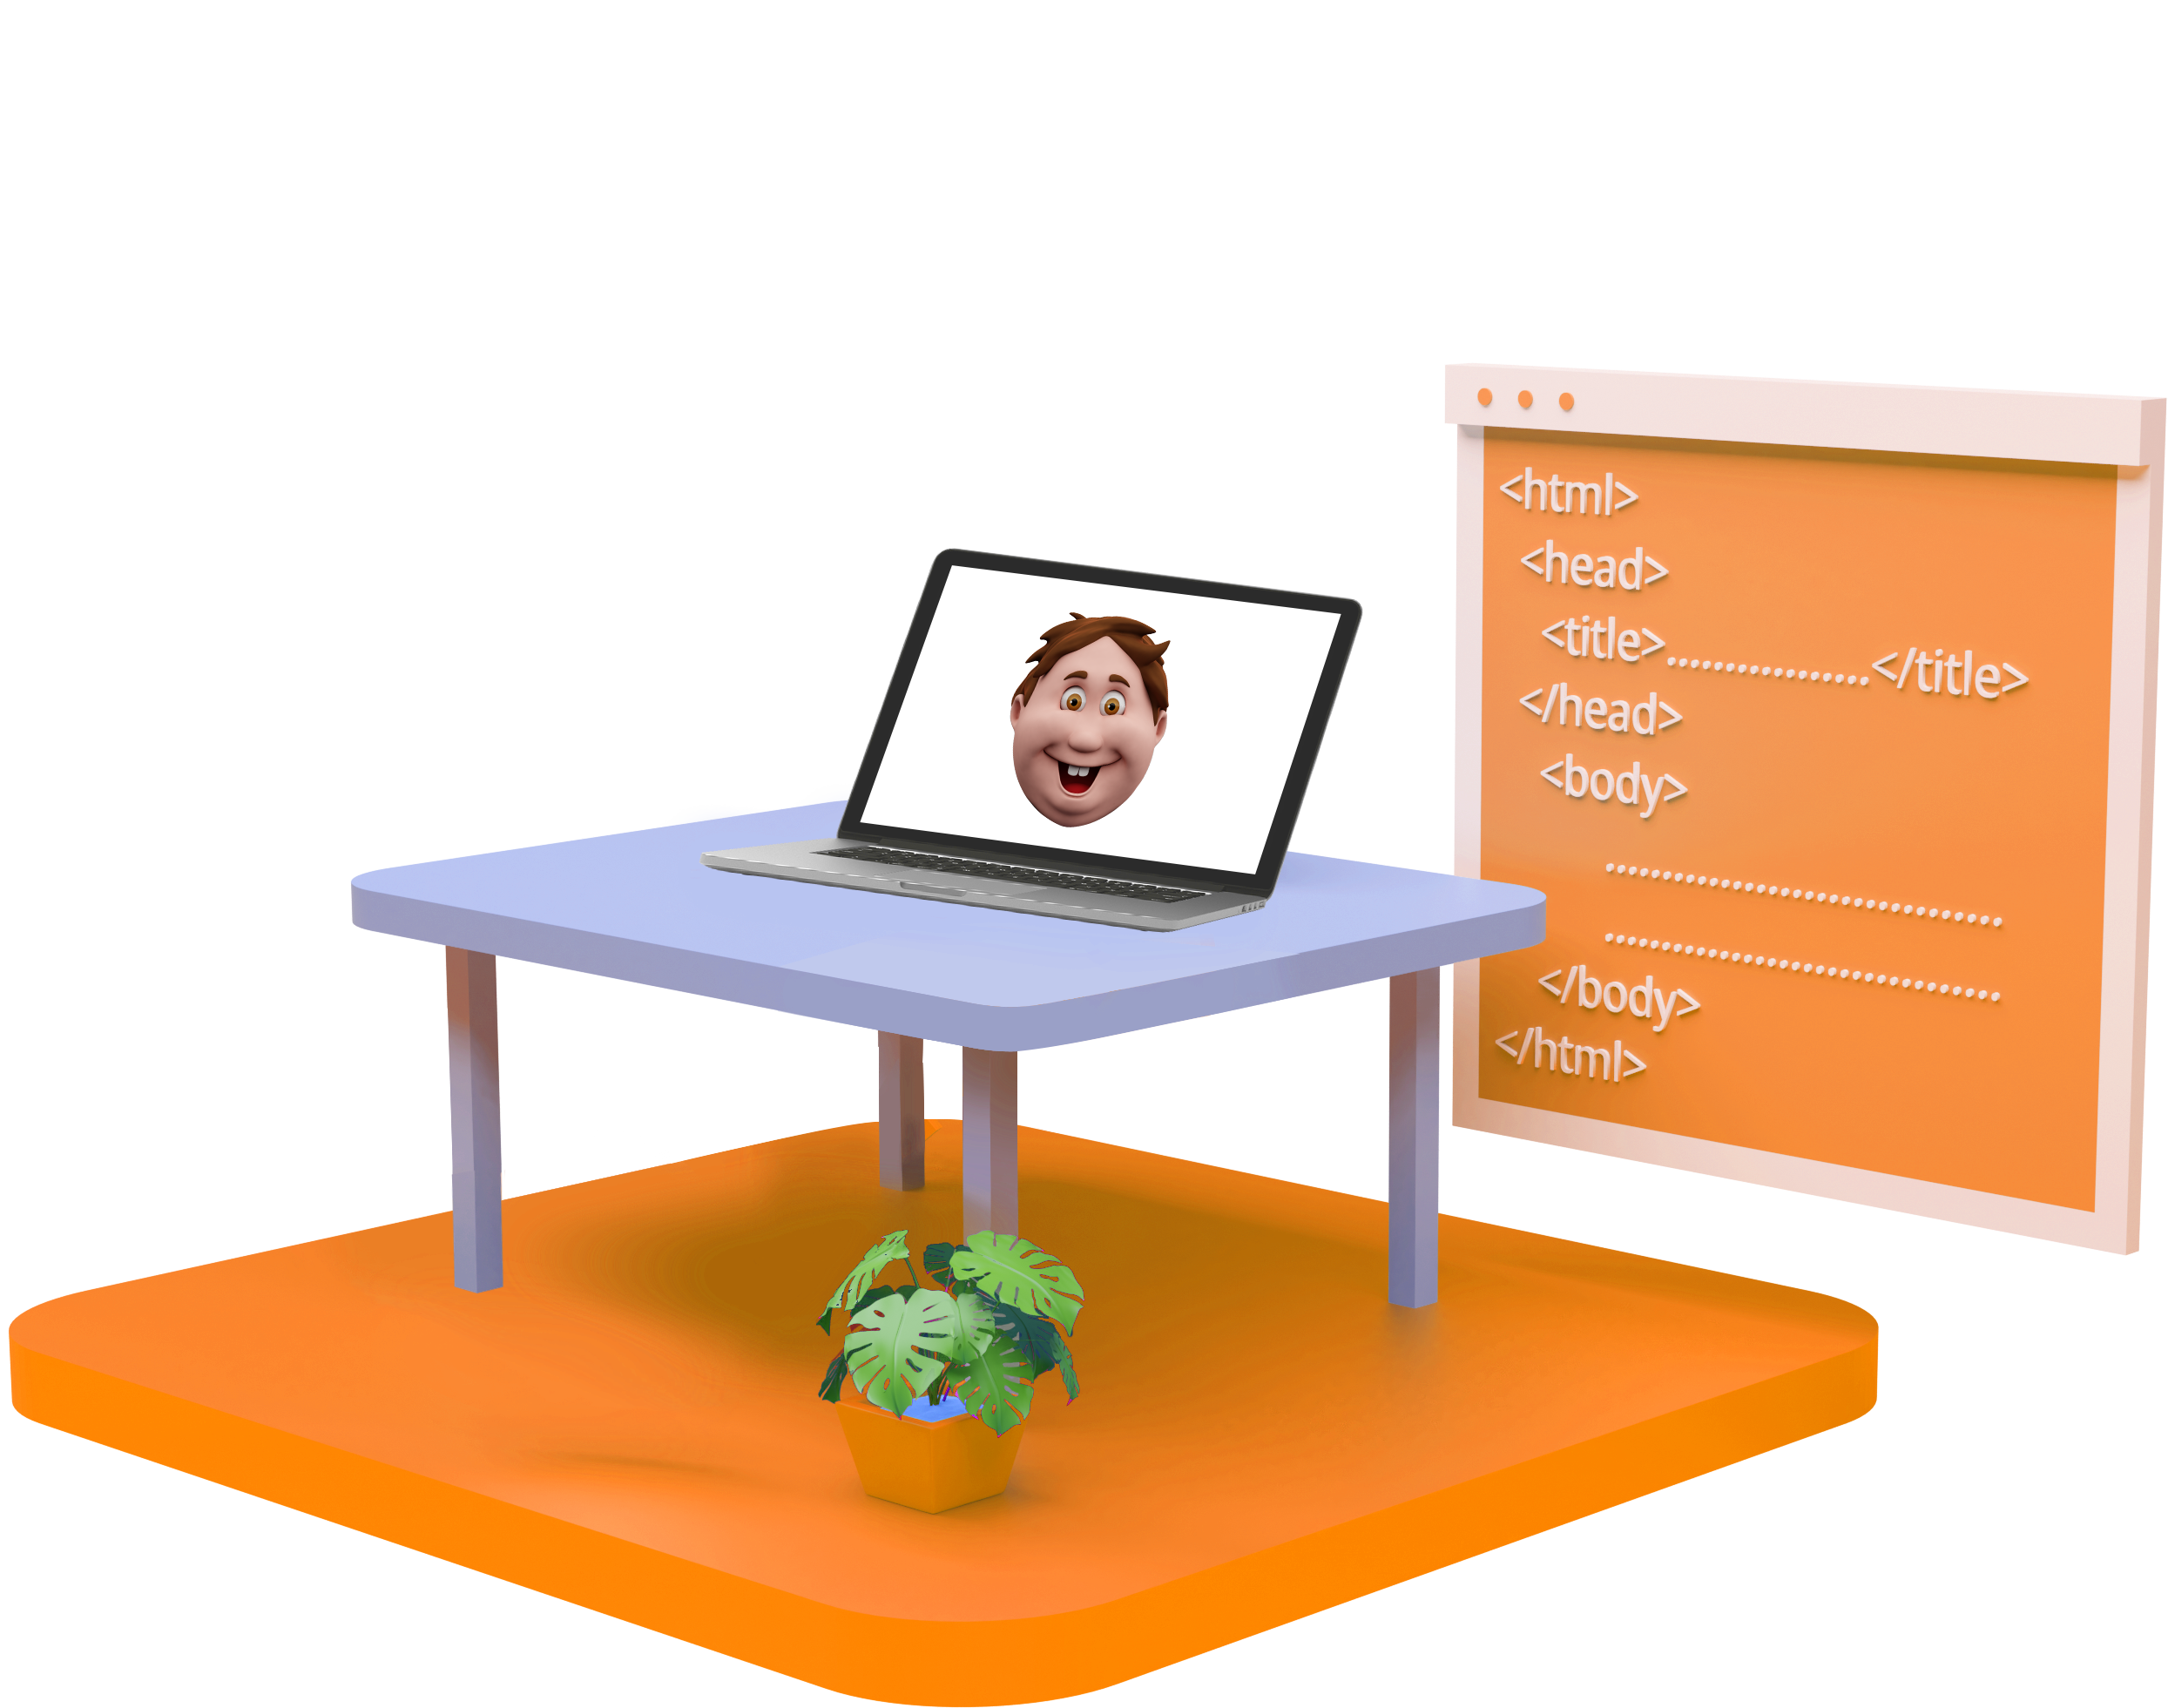 <html>
<head>
<title>.................</title>
</head>
<body>
..................................
..................................
</body>
</html>